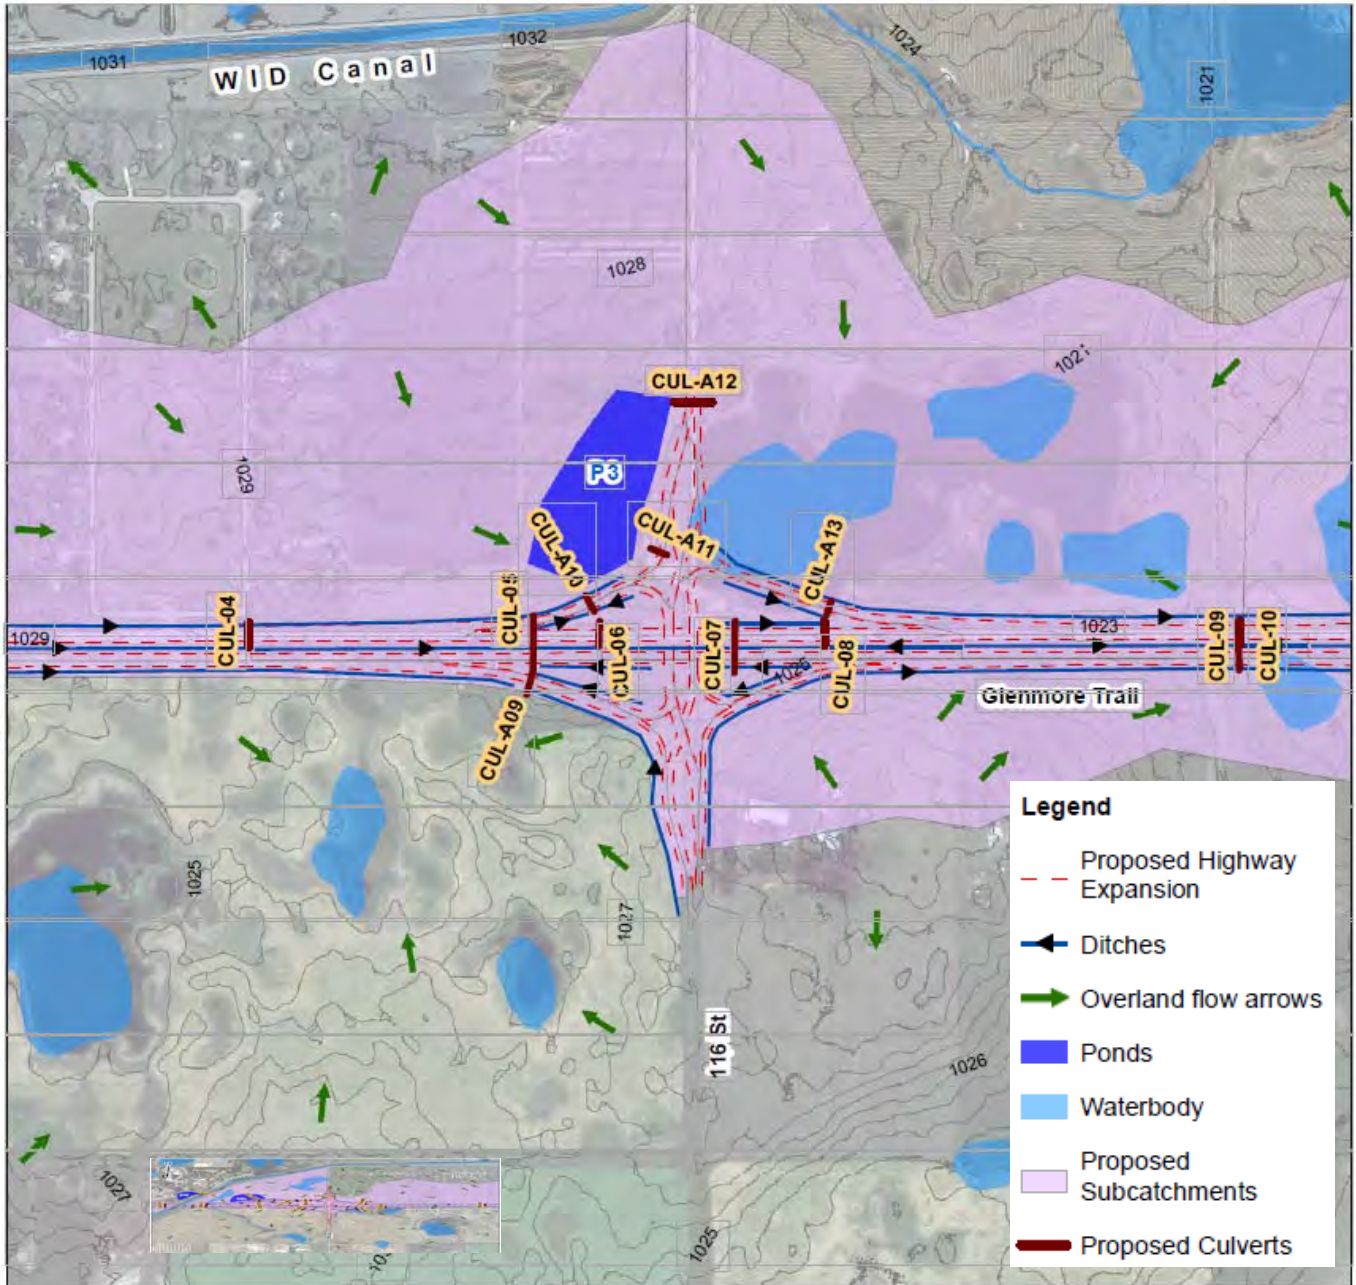 1032
1031
WID Canal
1024
1021
1028
CUL-A12
1029
P3
CUL-A10
CUL-A11
CUL-A13
CUL-04
CUL-05
CUL-06
CUL-07
CUL-08
CUL-09
CUL-10
1029
1023
1025
Glenmore Trail
CUL-A09
1025
1027
116 St
1026
1027
1025
Legend
Proposed Highway
Expansion
Ditches
Overland flow arrows
Ponds
Waterbody
Proposed
Subcatchments
Proposed Culverts